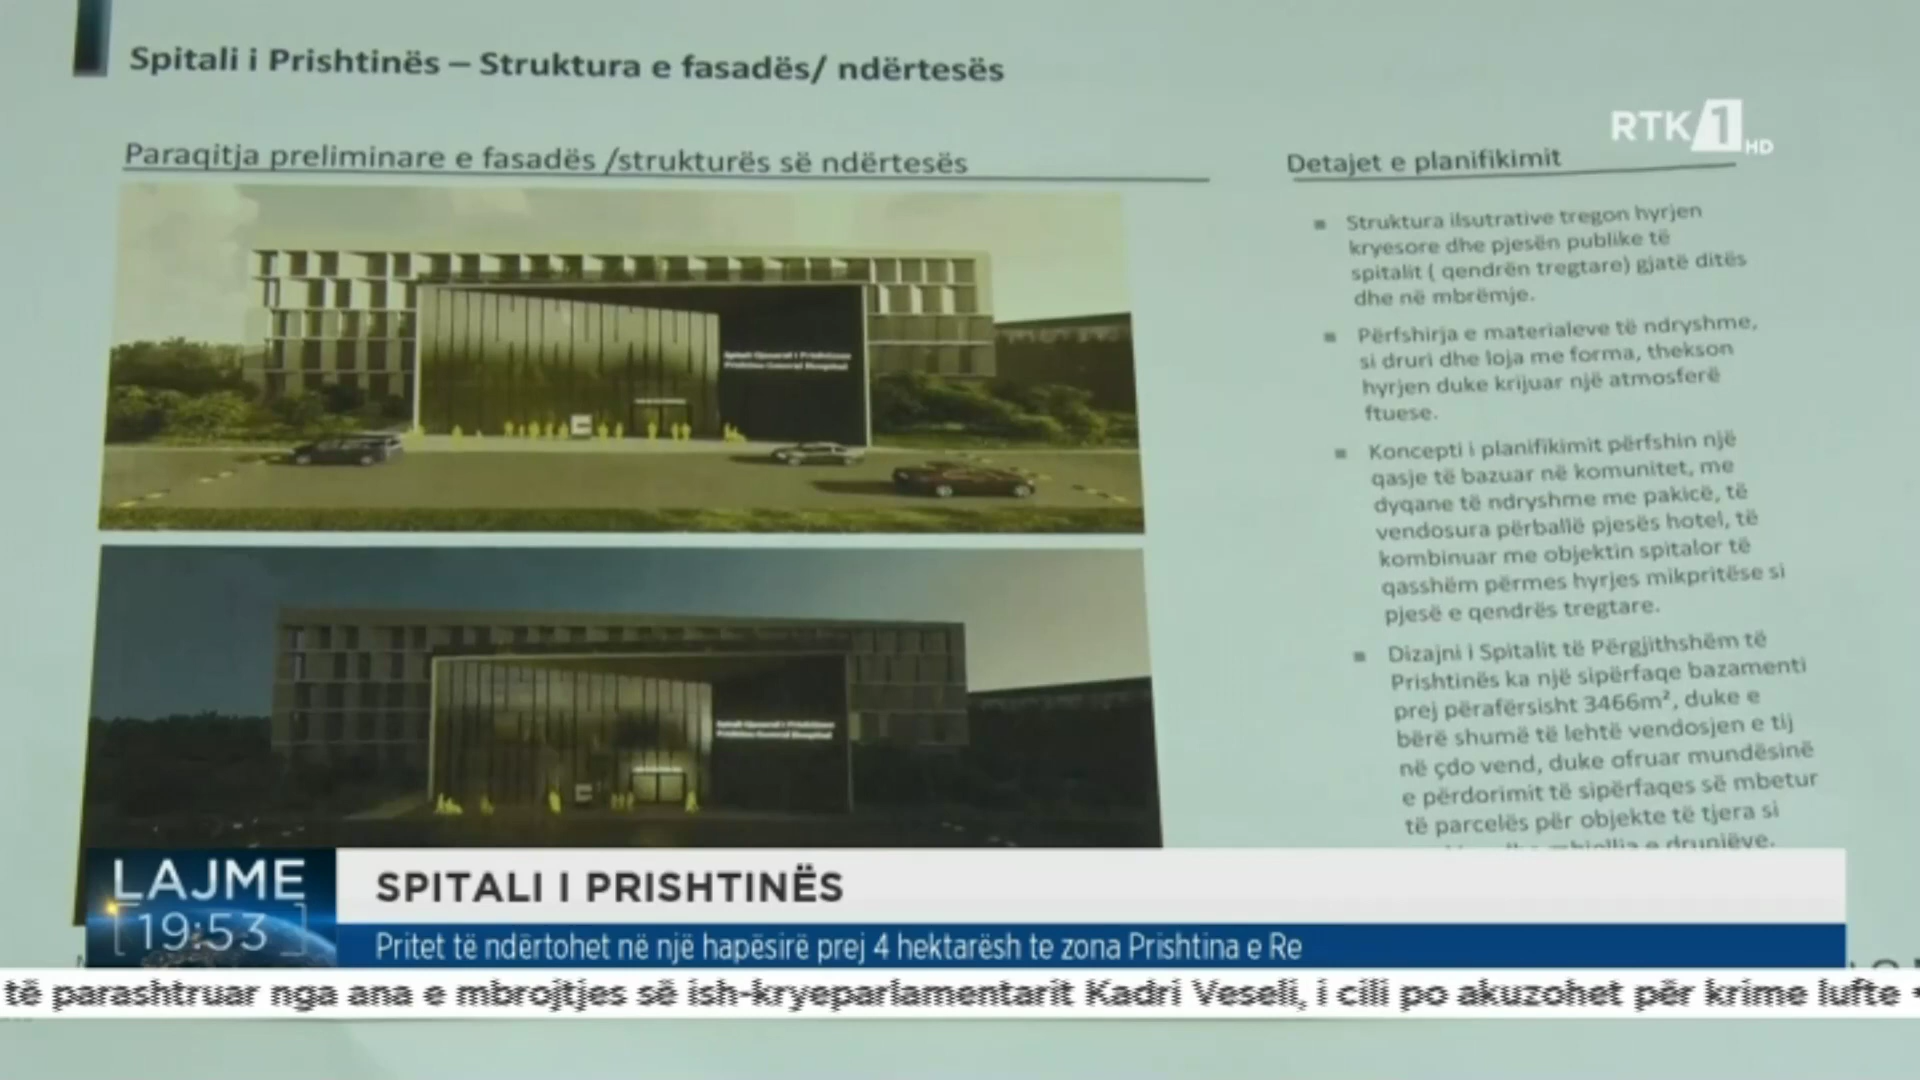 Spitali i Prishtinës – Struktura e fasadës/ ndërtesës
RTK 1 HD
Paraqitja preliminare e fasadës /strukturës së ndërtesës
Spitali Gjeneral i Prishtines
Prishtina General Hospital
Detajet e planifikimit
Struktura ilsutrative tregon hyrjen
kryesore dhe pjesën publike të
spitalit ( qendrën tregtare) gjatë ditës
dhe në mbrëmje.
Përfshirja e materialeve të ndryshme,
si druri dhe loja me forma, thekson
hyrjen duke krijuar një atmosferë
ftuese.
Koncepti i planifikimit përfshin një
qasje të bazuar në komunitet, me
dyqane të ndryshme me pakicë, të
vendosura përballë pjesës hotel, të
kombinuar me objektin spitalor të
qasshëm përmes hyrjes mikpritëse si
pjesë e qendrës tregtare.
Dizajni i Spitalit të Përgjithshëm të
Prishtinës ka një sipërfaqe bazamenti
prej përafërsisht 3466m², duke e
bërë shumë të lehtë vendosjen e tij
në çdo vend, duke ofruar mundësinë
e përdorimit të sipërfaqes së mbetur
të parcelës për objekte të tjera si
e drunjëve.
LAJME
19:53
SPITALI I PRISHTINËS
Pritet të ndërtohet në një hapësirë prej 4 hektarësh te zona Prishtina e Re
të parashtruar nga ana e mbrojtjes së ish-kryeparlamentarit Kadri Veseli, i cili po akuzohet për krime lufte